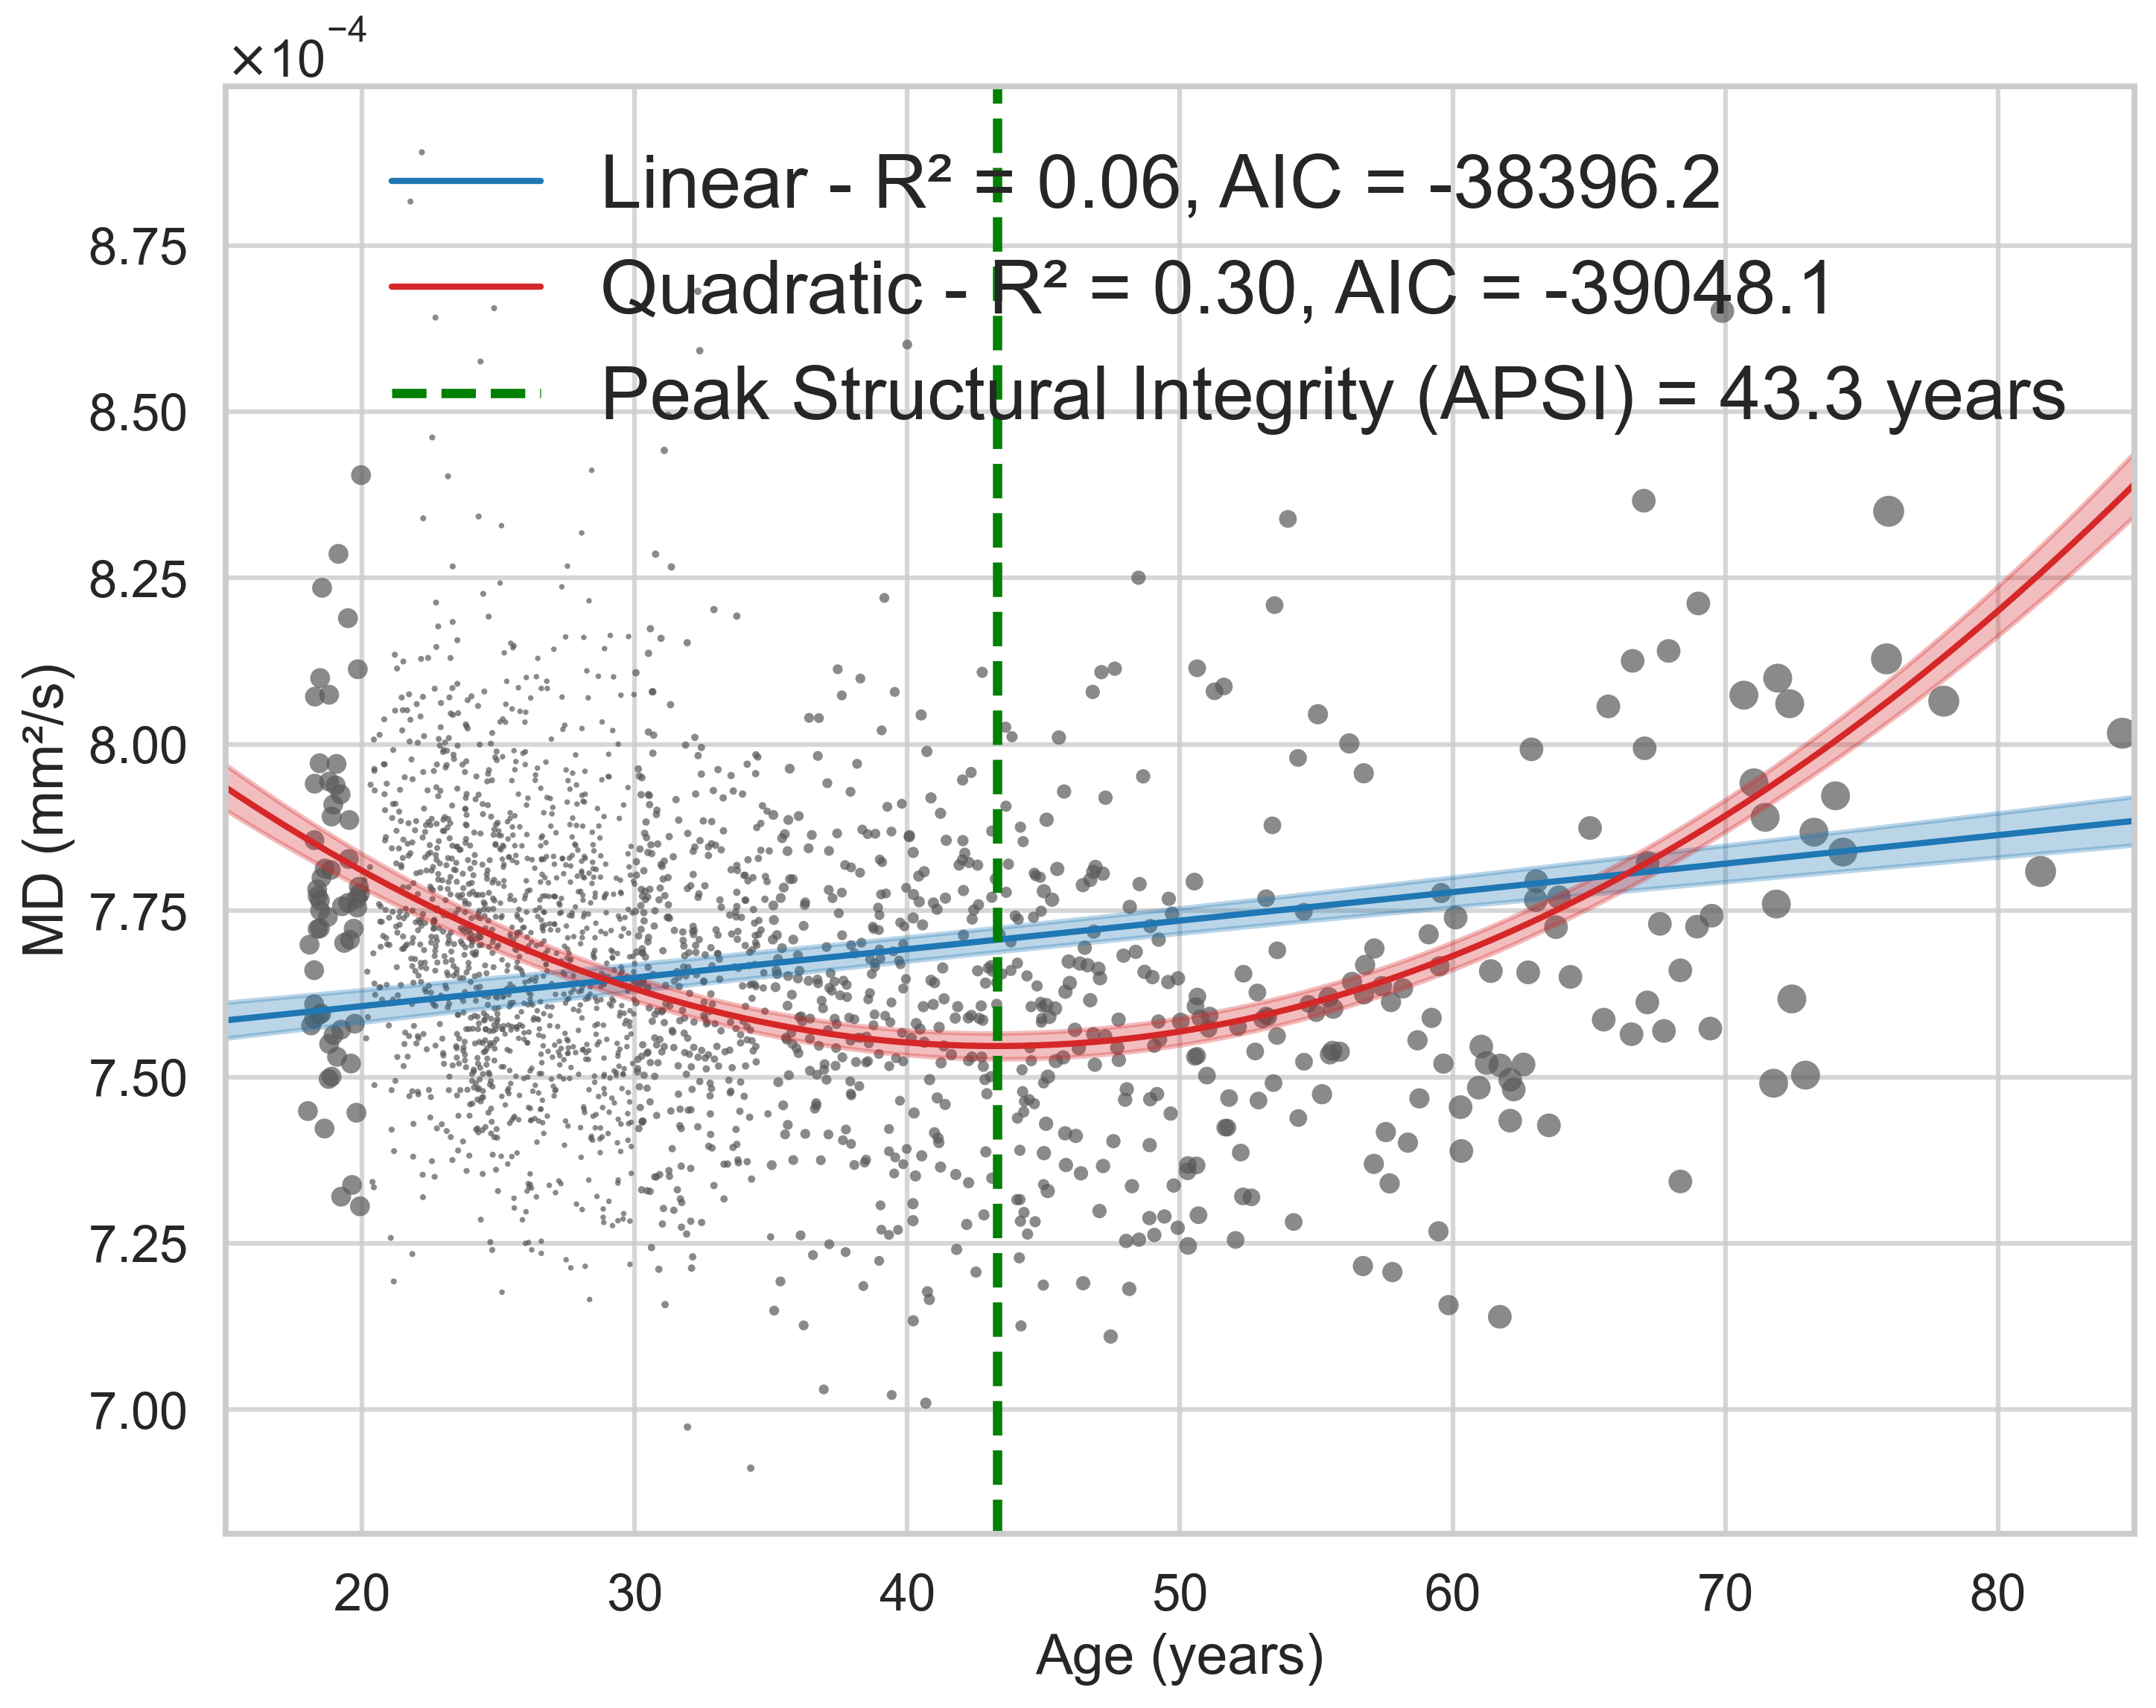 ×10⁻⁴
Linear - R² = 0.06, AIC = -38396.2
Quadratic - R² = 0.30, AIC = -39048.1
Peak Structural Integrity (APSI) = 43.3 years
8.75
8.50
8.25
8.00
7.75
7.50
7.25
7.00
MD (mm²/s)
20 30 40 50 60 70 80
Age (years)